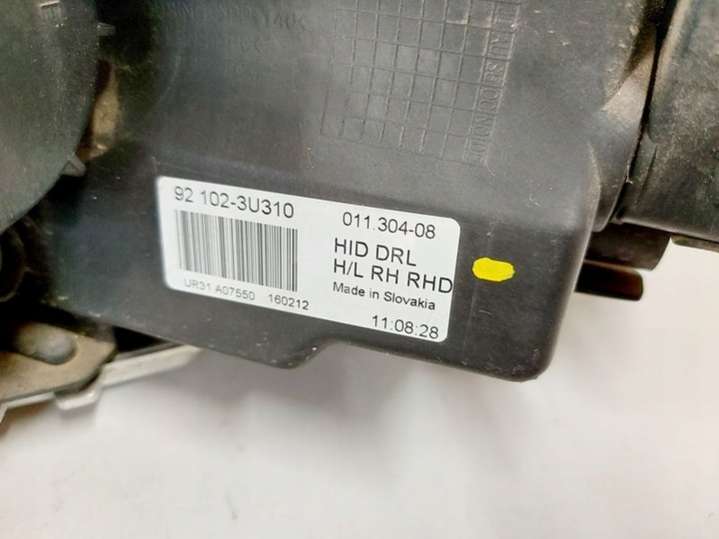 92 102-3U310
011.304-08
HID DRL
H/L RH RHD
Made in Slovakia
UR31 A07550 160212
11:08:28